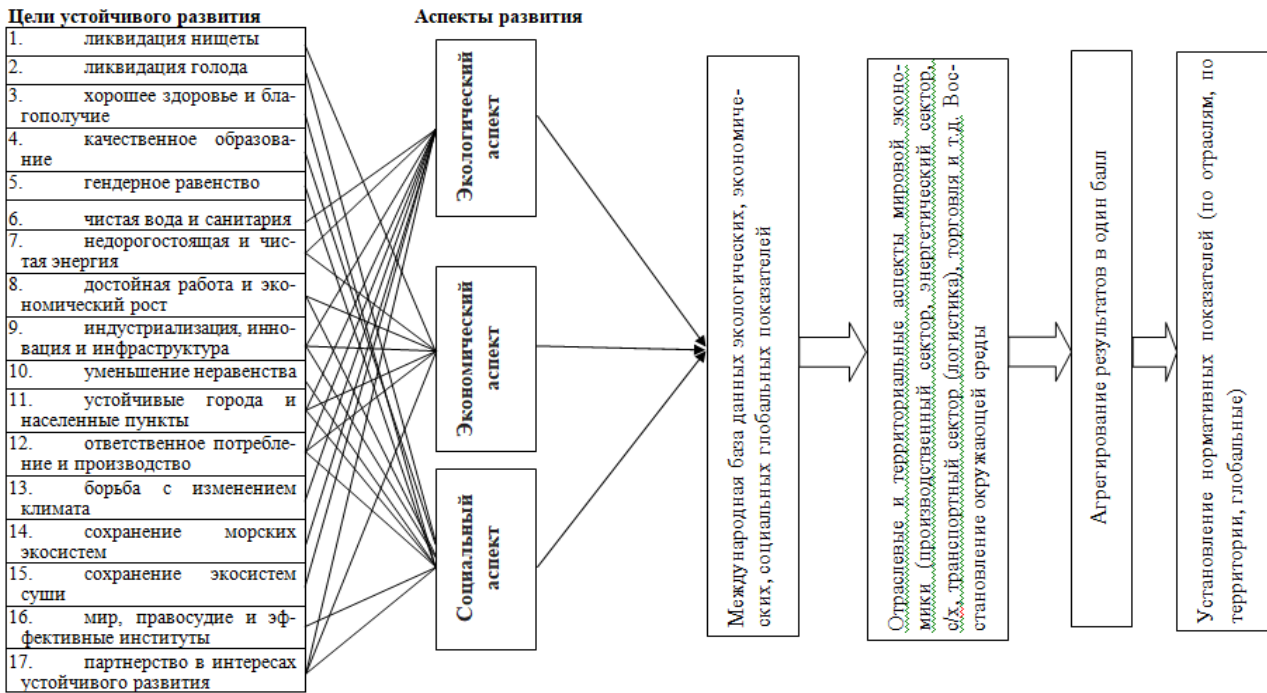 Цели устойчивого развития
1. ликвидация нищеты
2. ликвидация голода
3. хорошее здоровье и бла-
гополучие
4. качественное образова-
ние
5. гендерное равенство
6. чистая вода и санитария
7. недорогостоящая и чис-
тая энергия
8. достойная работа и эко-
номический рост
9. индустриализация, инно-
вация и инфраструктура
10. уменьшение неравенства
11. устойчивые города и
населенные пункты
12. ответственное потребле-
ние и производство
13. борьба с изменением
климата
14. сохранение морских
экосистем
15. сохранение экосистем
суши
16. мир, правосудие и эф-
фективные институты
17. партнерство в интересах
устойчивого развития
Аспекты развития
Экологический
аспект
Экономический
аспект
Социальный
аспект
Международная база данных экологических, экономиче-
ских, социальных глобальных показателей
Отраслевые и территориальные аспекты мировой эконо-
мики (производственный сектор, энергетический сектор,
с/х, транспортный сектор (логистика), торговля и т.д. Вос-
становление окружающей среды
Агрегирование результатов в один балл
Установление нормативных показателей (по отраслям, по
территории, глобальные)